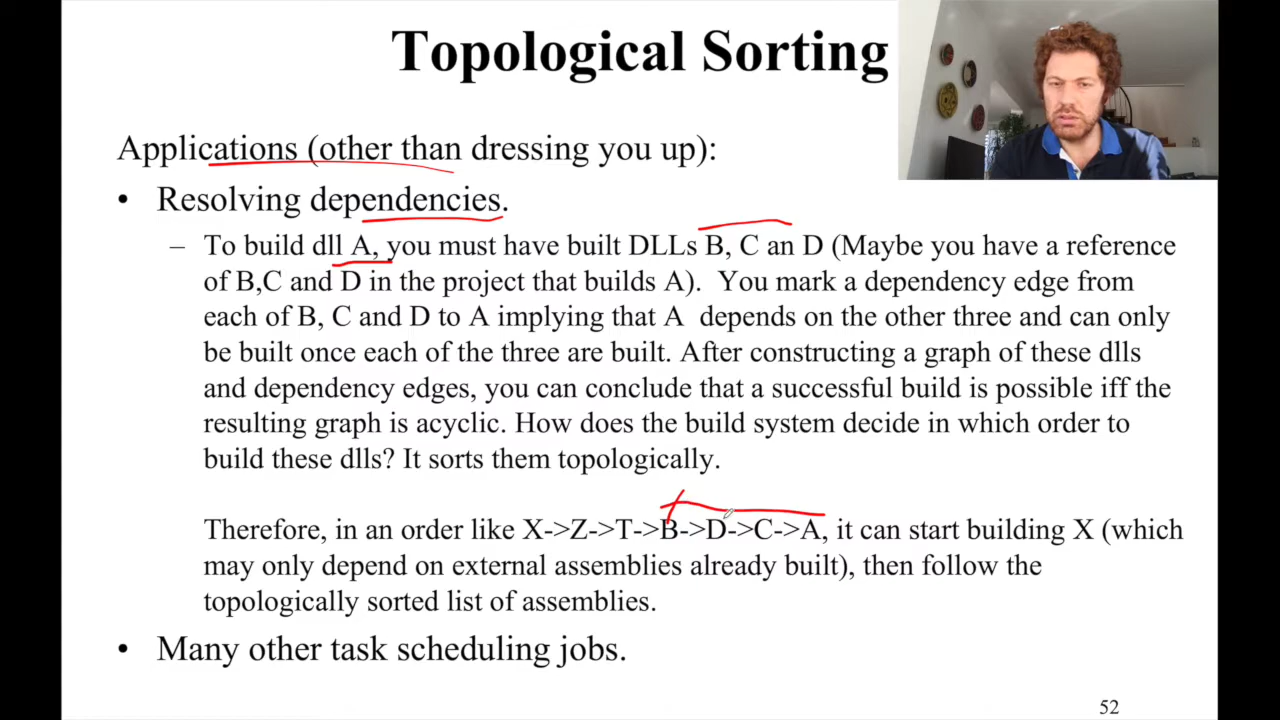 Topological Sorting
Applications (other than dressing you up):
• Resolving dependencies.
– To build dll A, you must have built DLLs B, C an D (Maybe you have a reference
of B,C and D in the project that builds A). You mark a dependency edge from
each of B, C and D to A implying that A depends on the other three and can only
be built once each of the three are built. After constructing a graph of these dlls
and dependency edges, you can conclude that a successful build is possible iff the
resulting graph is acyclic. How does the build system decide in which order to
build these dlls? It sorts them topologically.
Therefore, in an order like X->Z->T->B->D->C->A, it can start building X (which
may only depend on external assemblies already built), then follow the
topologically sorted list of assemblies.
• Many other task scheduling jobs.
52